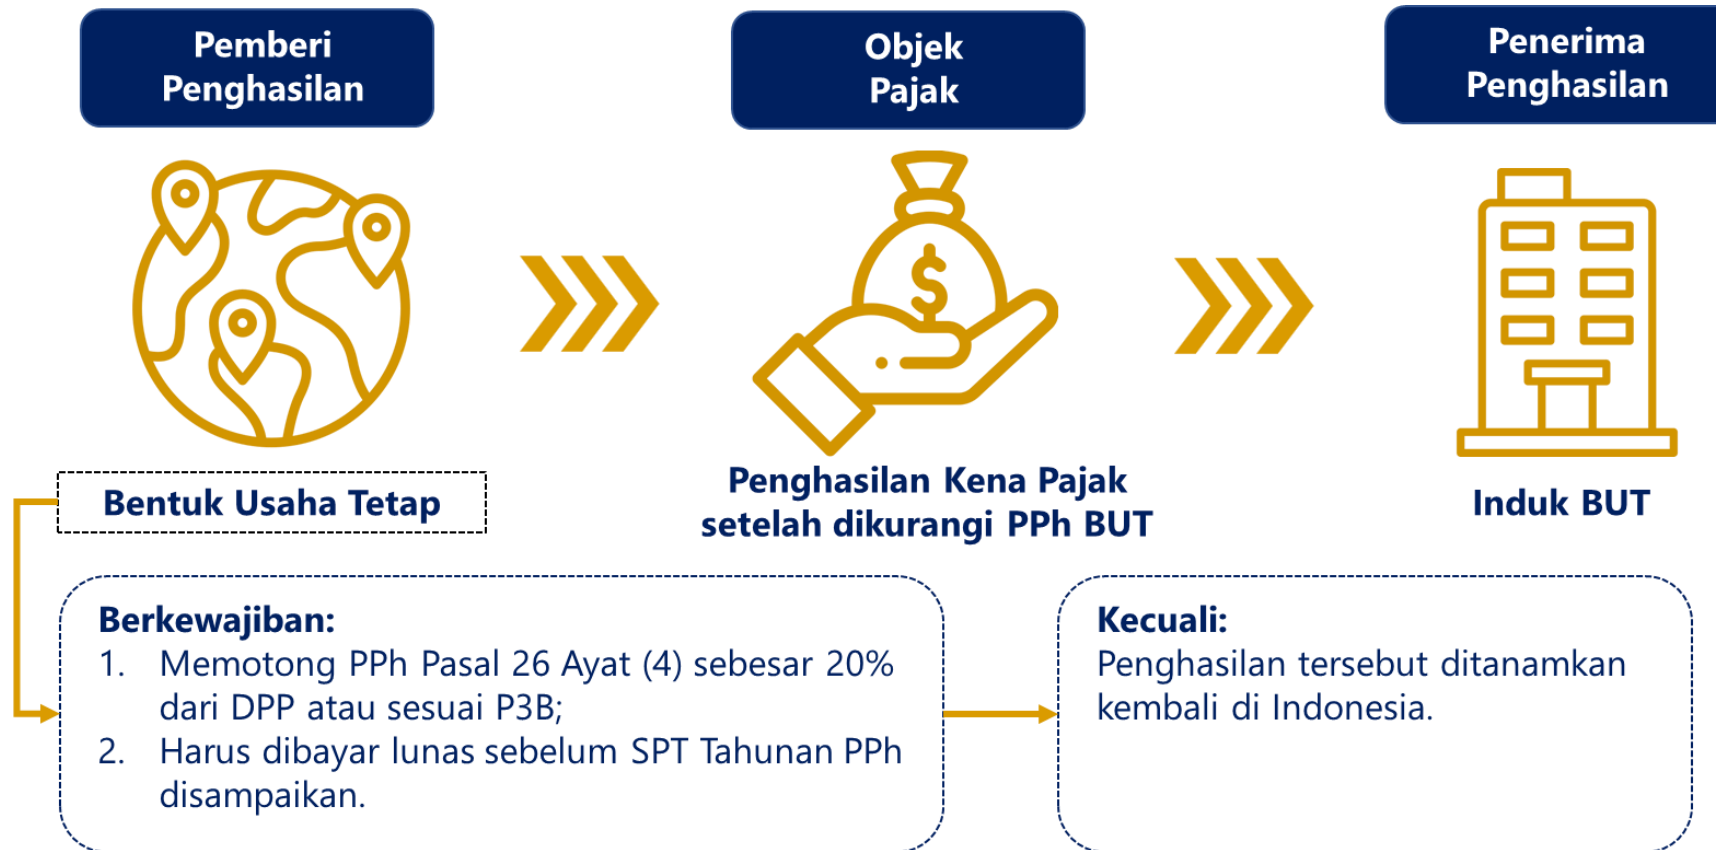 Pemberi
Penghasilan
Objek
Pajak
Penerima
Penghasilan
$
Bentuk Usaha Tetap
Penghasilan Kena Pajak
setelah dikurangi PPh BUT
Induk BUT
Berkewajiban:
1. Memotong PPh Pasal 26 Ayat (4) sebesar 20%
dari DPP atau sesuai P3B;
2. Harus dibayar lunas sebelum SPT Tahunan PPh
disampaikan.
Kecuali:
Penghasilan tersebut ditanamkan
kembali di Indonesia.